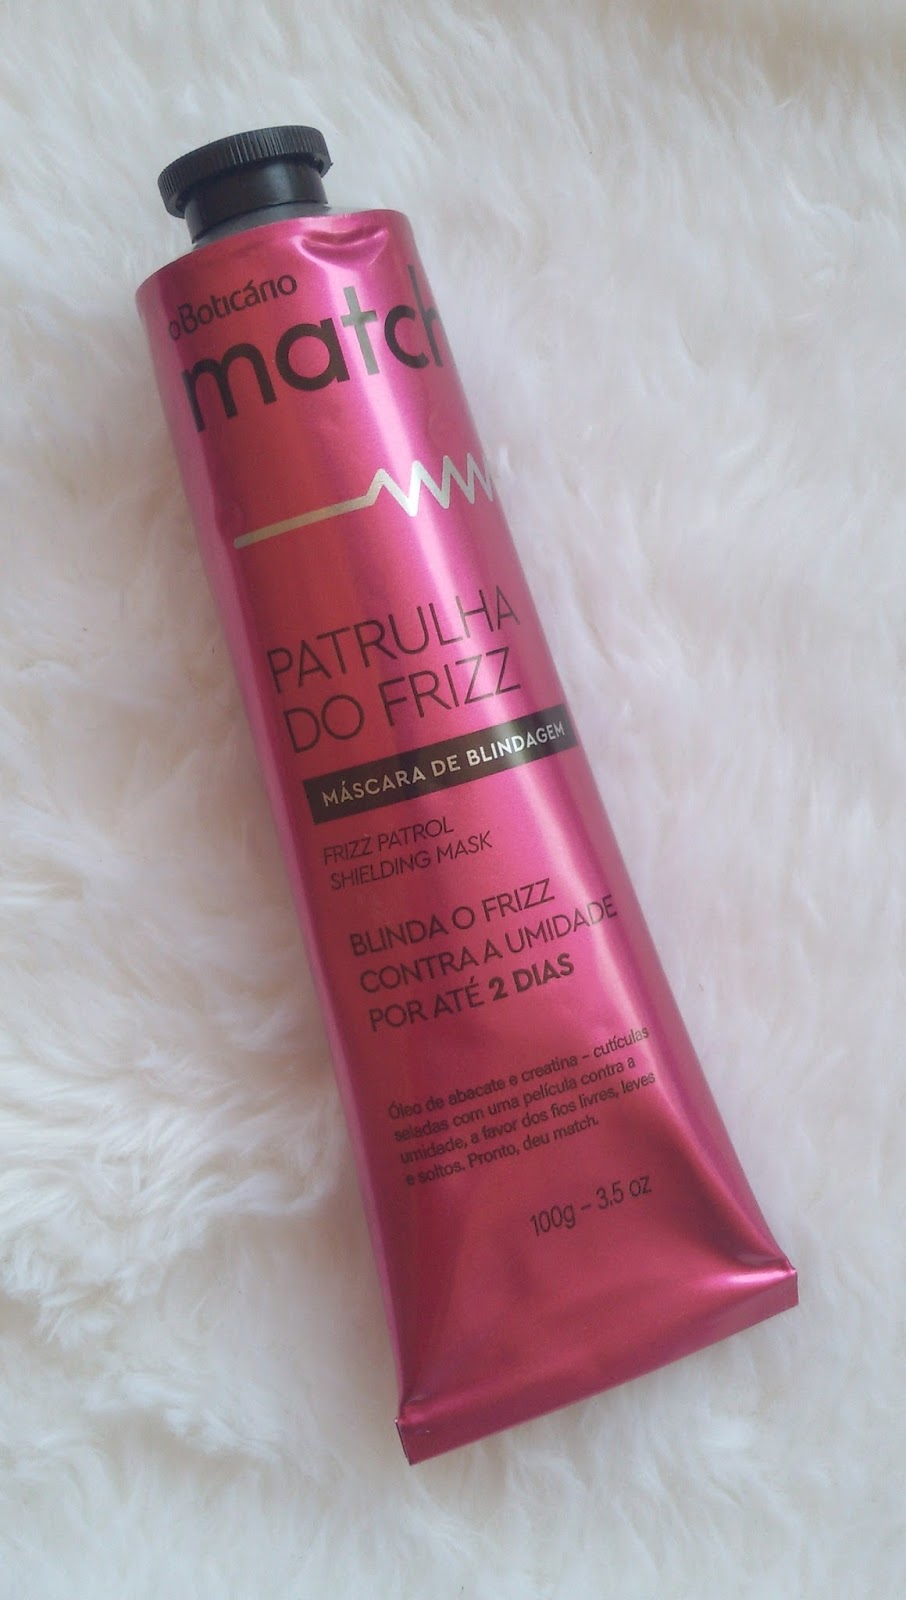 oBoticário
match
PATRULHA
DO FRIZZ
MÁSCARA DE BLINDAGEM
FRIZZ PATROL
SHIELDING MASK
BLINDA O FRIZZ
CONTRA A UMIDADE
POR ATÉ 2 DIAS
Óleo de abacate e creatina – cutículas
seladas com uma película contra a
umidade, a favor dos fios livres, leves
e soltos. Pronto, deu match.
100g – 3.5 oz